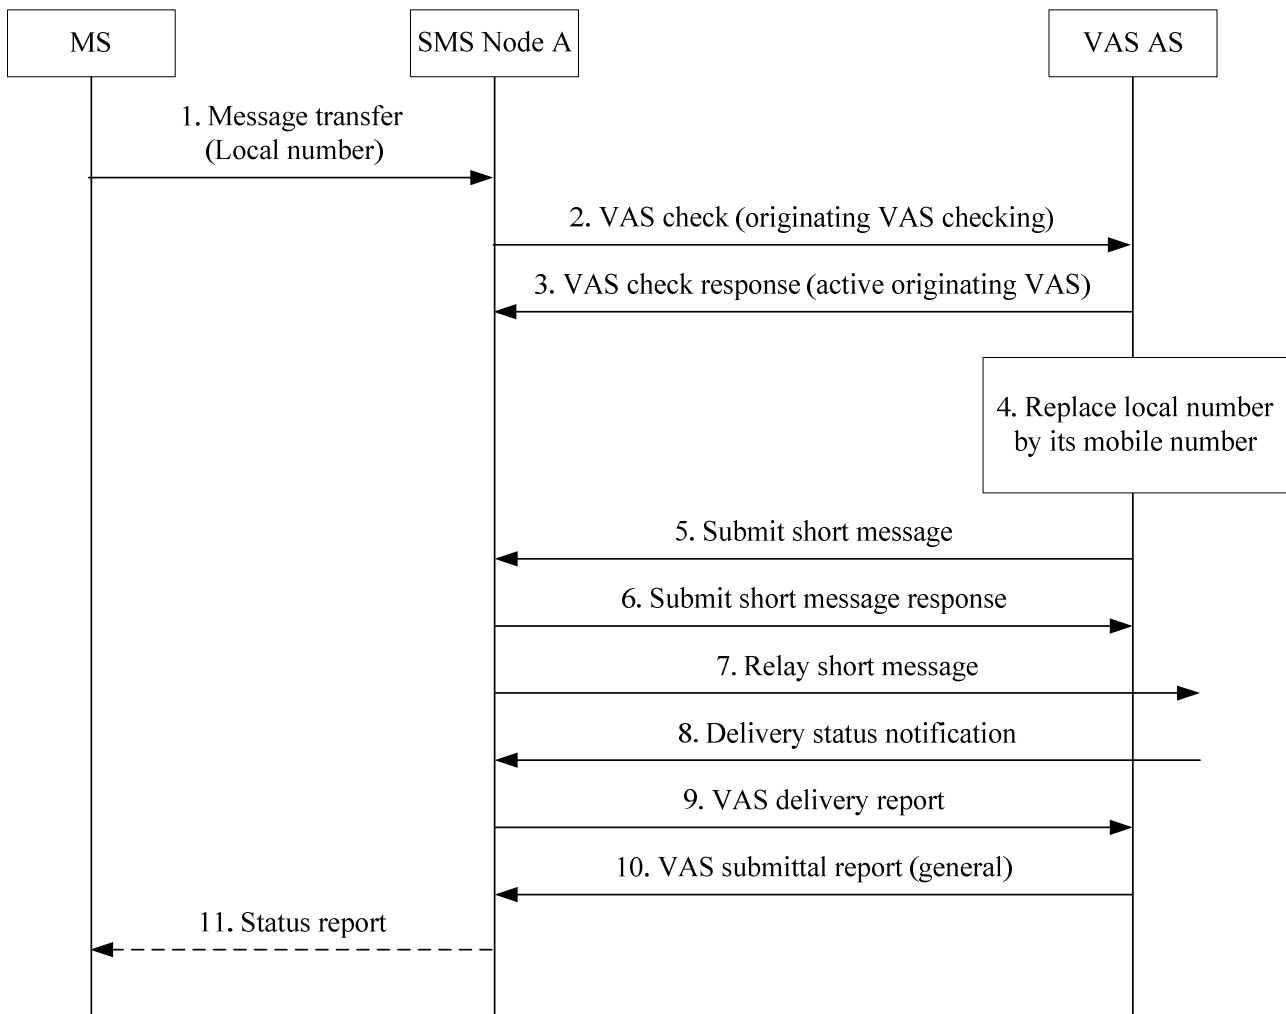 MS
SMS Node A
VAS AS
1. Message transfer
(Local number)
2. VAS check (originating VAS checking)
3. VAS check response (active originating VAS)
4. Replace local number
by its mobile number
5. Submit short message
6. Submit short message response
7. Relay short message
8. Delivery status notification
9. VAS delivery report
10. VAS submittal report (general)
11. Status report